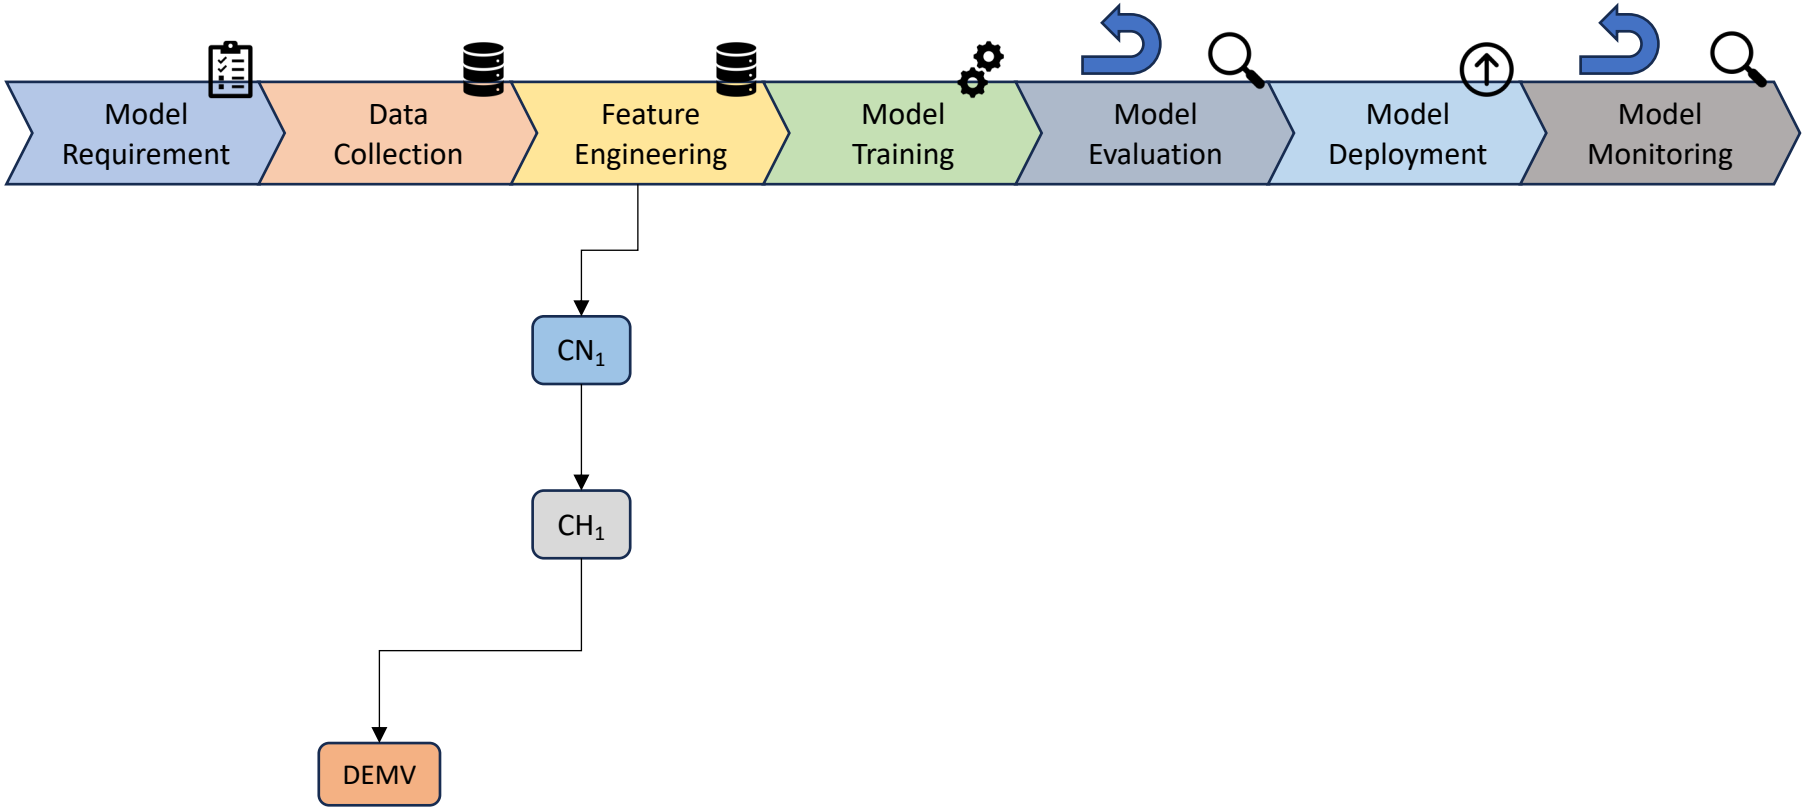 Model
Requirement
Data
Collection
Feature
Engineering
Model
Training
Model
Evaluation
Model
Deployment
Model
Monitoring
CN₁
CH₁
DEMV